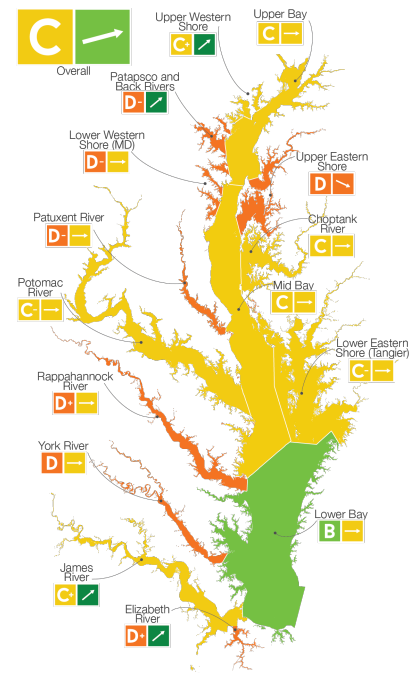 C
Overall
Upper Western
Shore
C+
Upper Bay
C
Patapsco and
Back Rivers
D-
Lower Western
Shore (MD)
D-
Upper Eastern
Shore
D
Patuxent River
D-
Choptank
River
C
Potomac
River
C-
Mid Bay
C
Lower Eastern
Shore (Tangier)
C-
Rappahannock
River
D+
York River
D
Lower Bay
B
James
River
C+
Elizabeth
River
D+